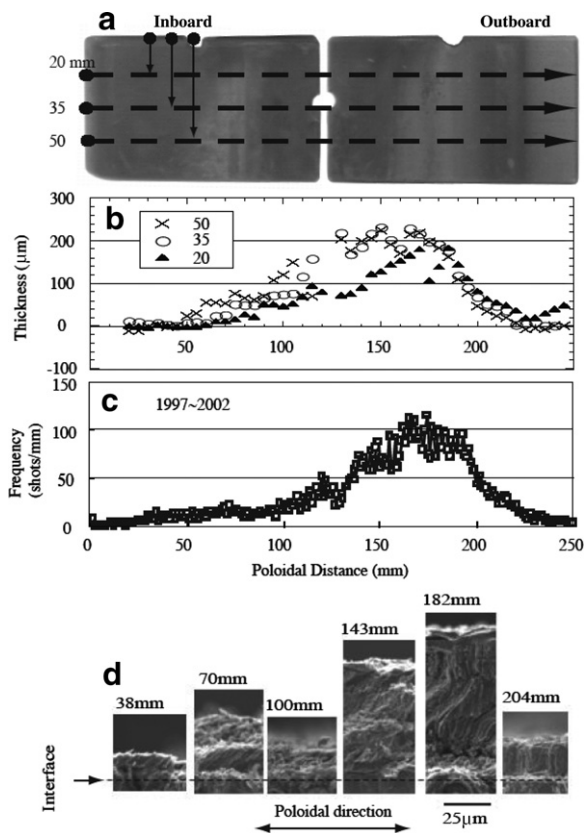 a
Inboard
Outboard
20 mm
35
50
b
300
200
100
0
-100
Thickness (μm)
50
35
20
50
100
150
200
c
1997~2002
150
100
50
0
Frequency
(shots/mm)
0
50
100
150
200
250
Poloidal Distance (mm)
d
38mm
70mm
100mm
143mm
182mm
204mm
Interface
Poloidal direction
25μm